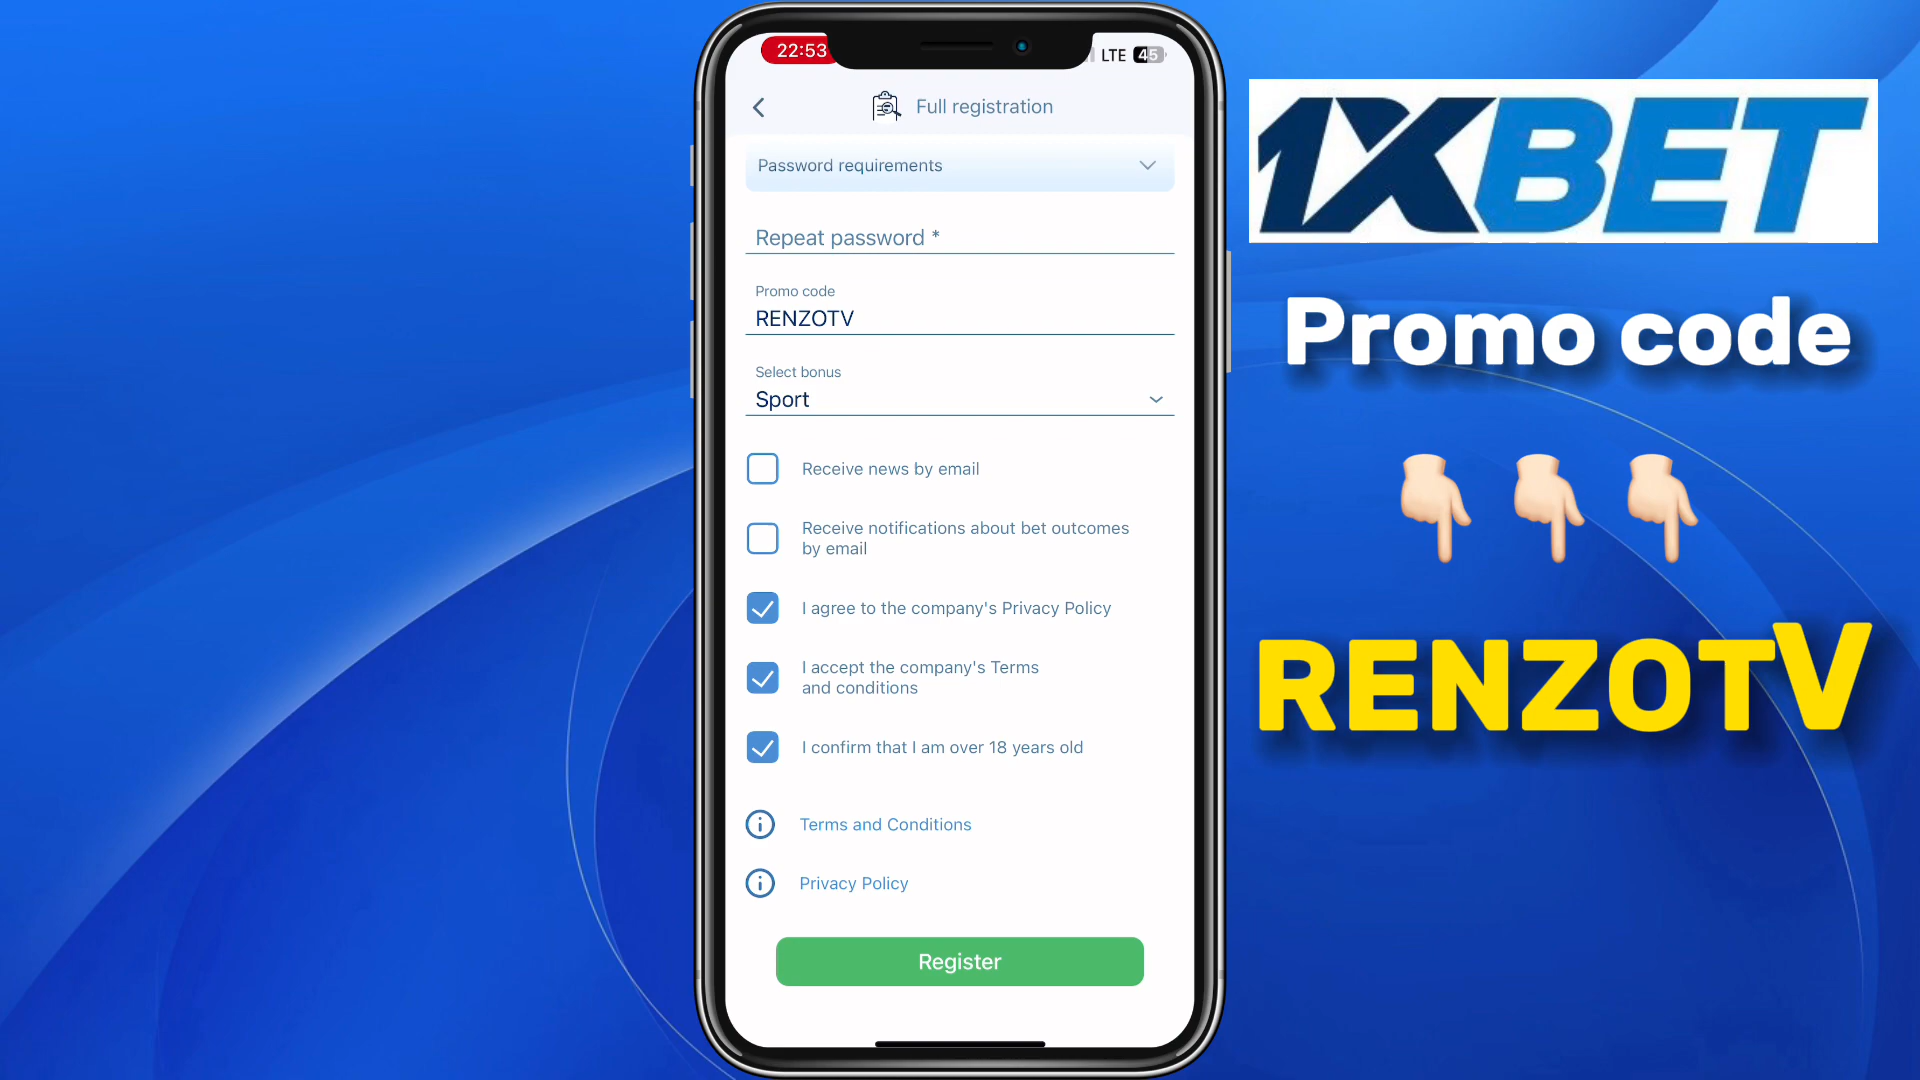 22:53
LTE 45
Full registration
Password requirements
Repeat password *
Promo code
RENZOTV
Select bonus
Sport
Receive news by email
Receive notifications about bet outcomes
by email
I agree to the company's Privacy Policy
I accept the company's Terms
and conditions
I confirm that I am over 18 years old
Terms and Conditions
Privacy Policy
Register
1XBET
Promo code
RENZOTV